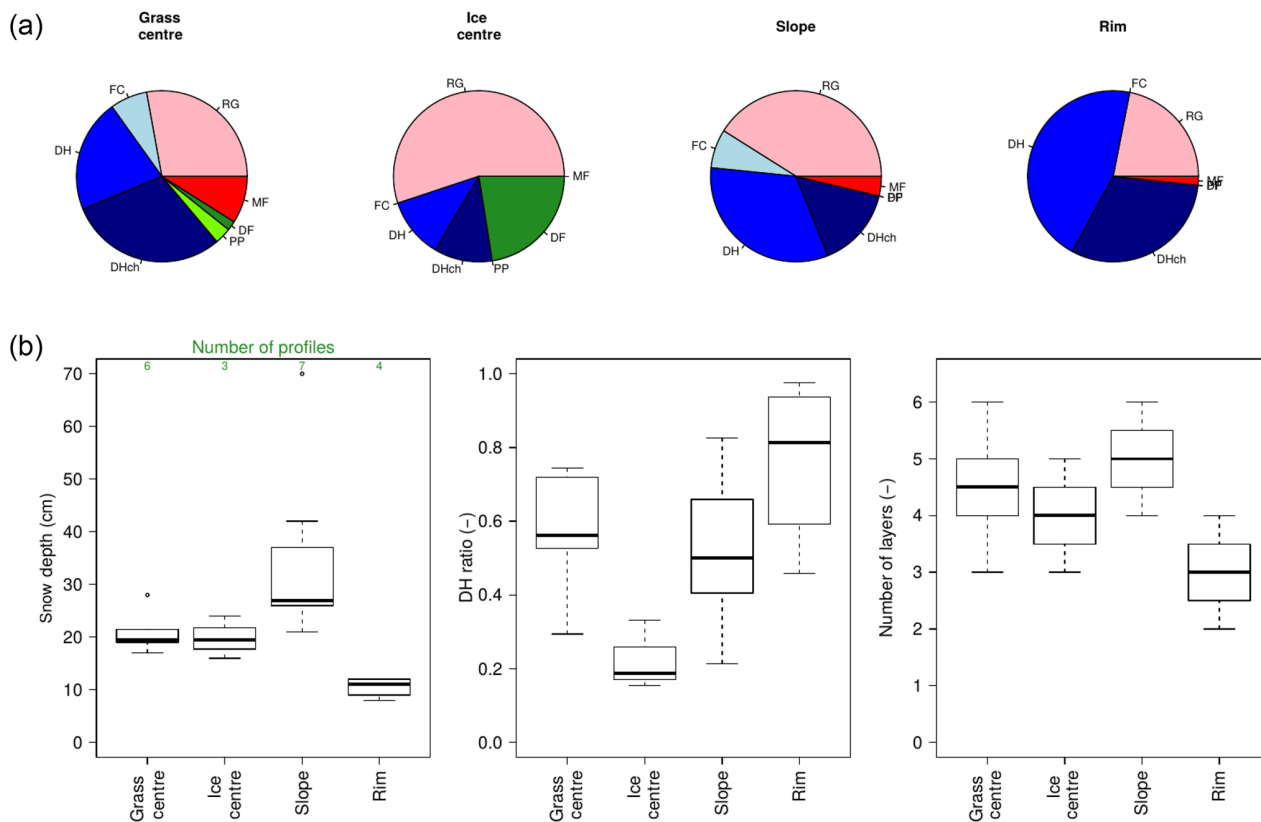 (a)
Grass
centre
Ice
centre
Slope
Rim
FC
RG
DH
DHch
PP
DF
MF
RG
FC
DH
DHch
PP
DF
MF
RG
FC
DH
DHch
MF
FC
RG
DH
DHch
MF
(b)
Number of profiles
6 3 7 4
Snow depth (cm)
70
60
50
40
30
20
10
0
Grass
centre
Ice
centre
Slope
Rim
DH ratio (−)
1.0
0.8
0.6
0.4
0.2
0.0
Grass
centre
Ice
centre
Slope
Rim
Number of layers (−)
6
5
4
3
2
1
0
Grass
centre
Ice
centre
Slope
Rim